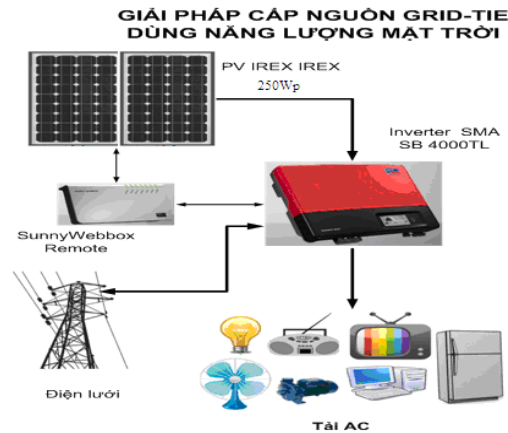 GIẢI PHÁP CẤP NGUỒN GRID-TIE
DÙNG NĂNG LƯỢNG MẶT TRỜI
PV IREX IREX
250Wp
Inverter SMA
SB 4000TL
SunnyWebbox
Remote
Điện lưới
Tải AC